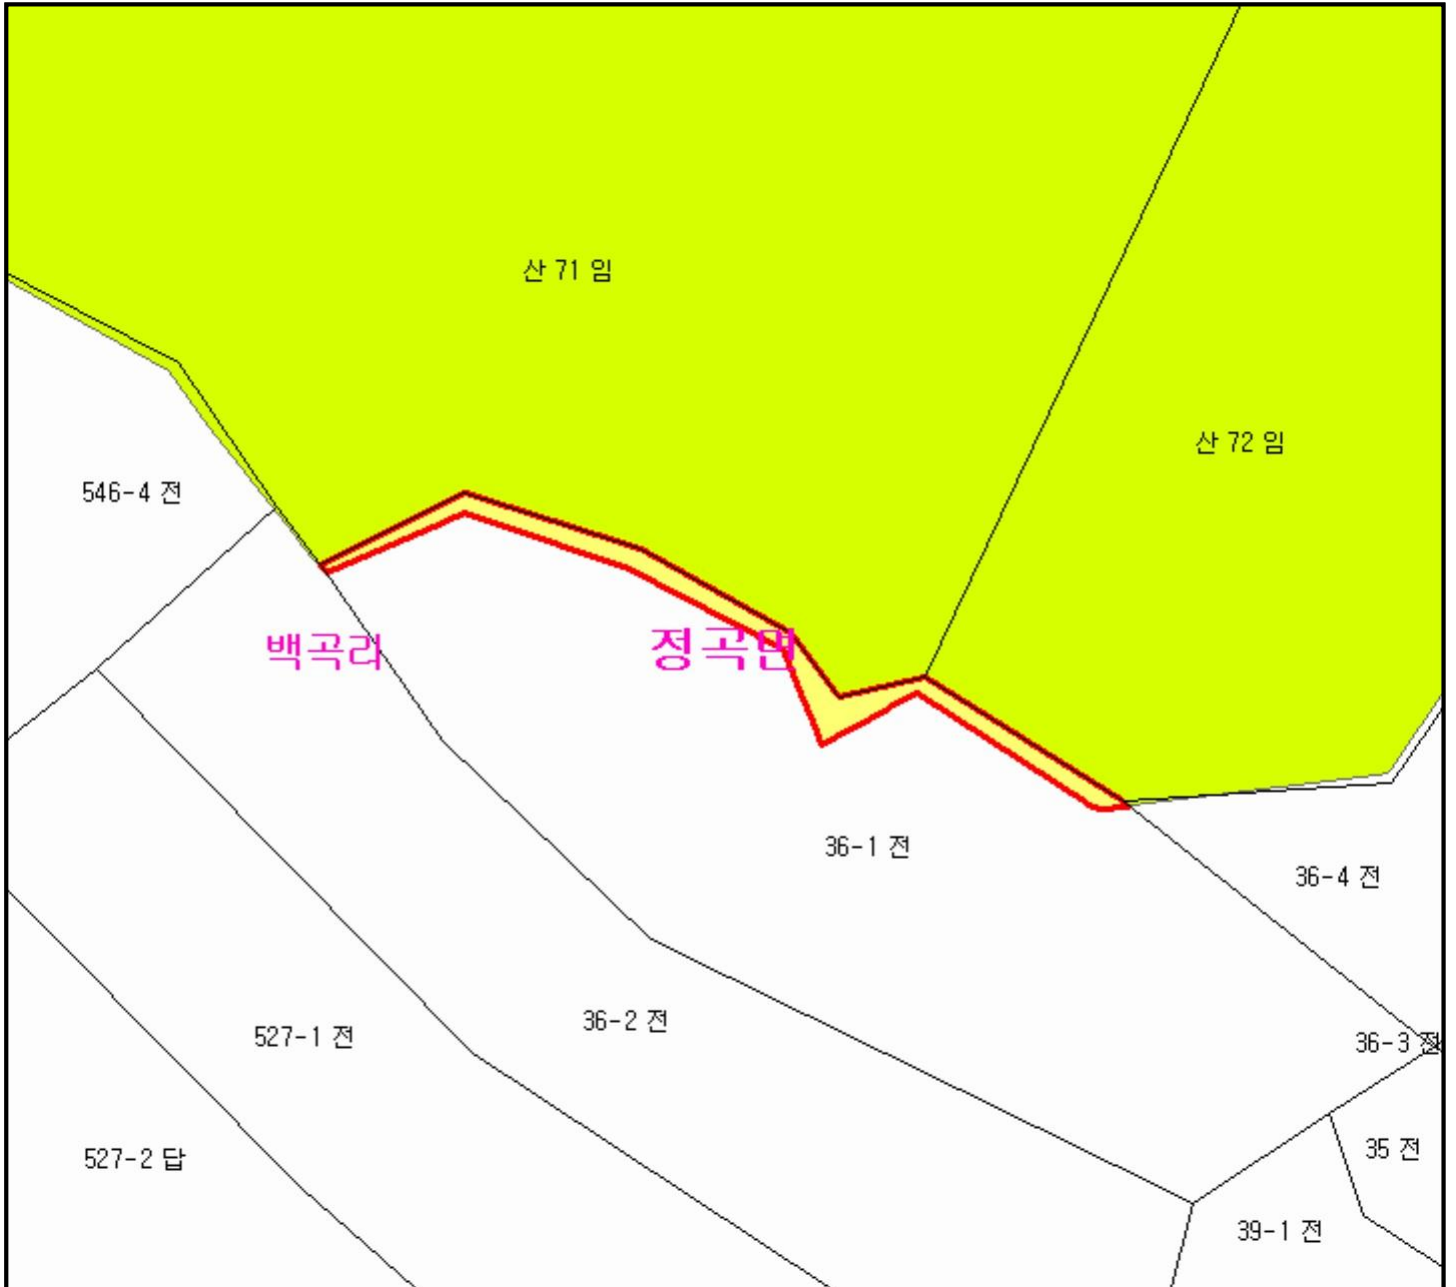 산 71 임
산 72 임
546-4 전
백곡리
정곡면
36-1 전
36-4 전
36-2 전
527-1 전
36-3 전
527-2 답
35 전
39-1 전